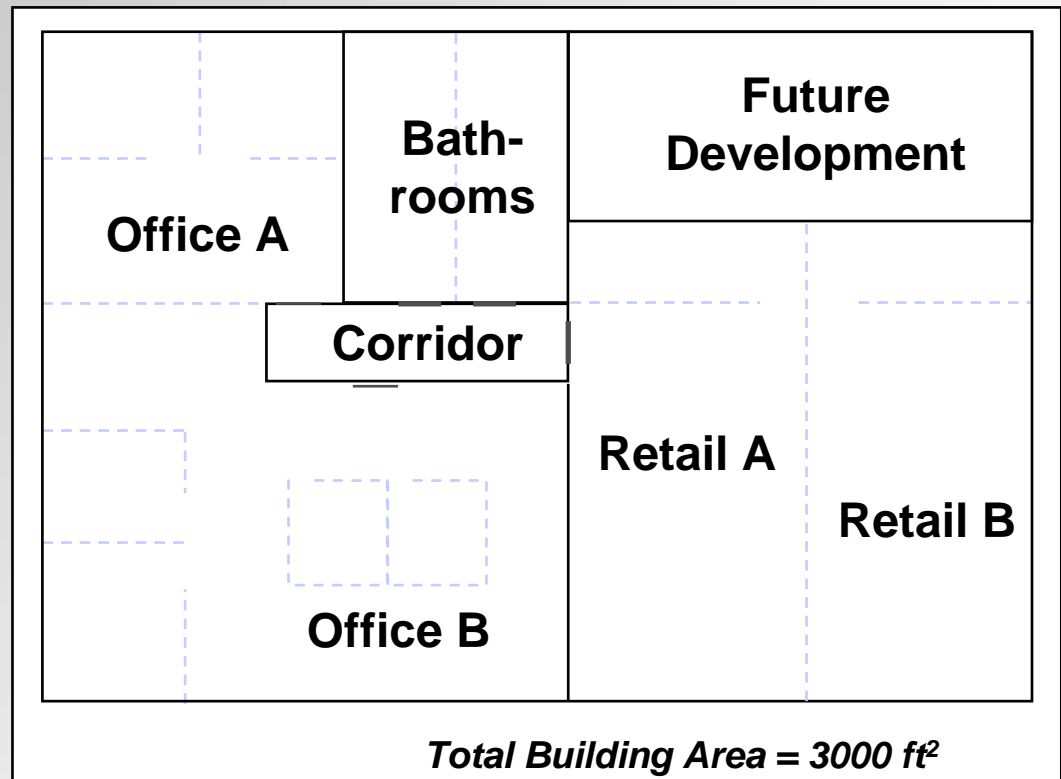 Bath-
rooms
Future
Development
Office A
Corridor
Retail A
Retail B
Office B
Total Building Area = 3000 ft²